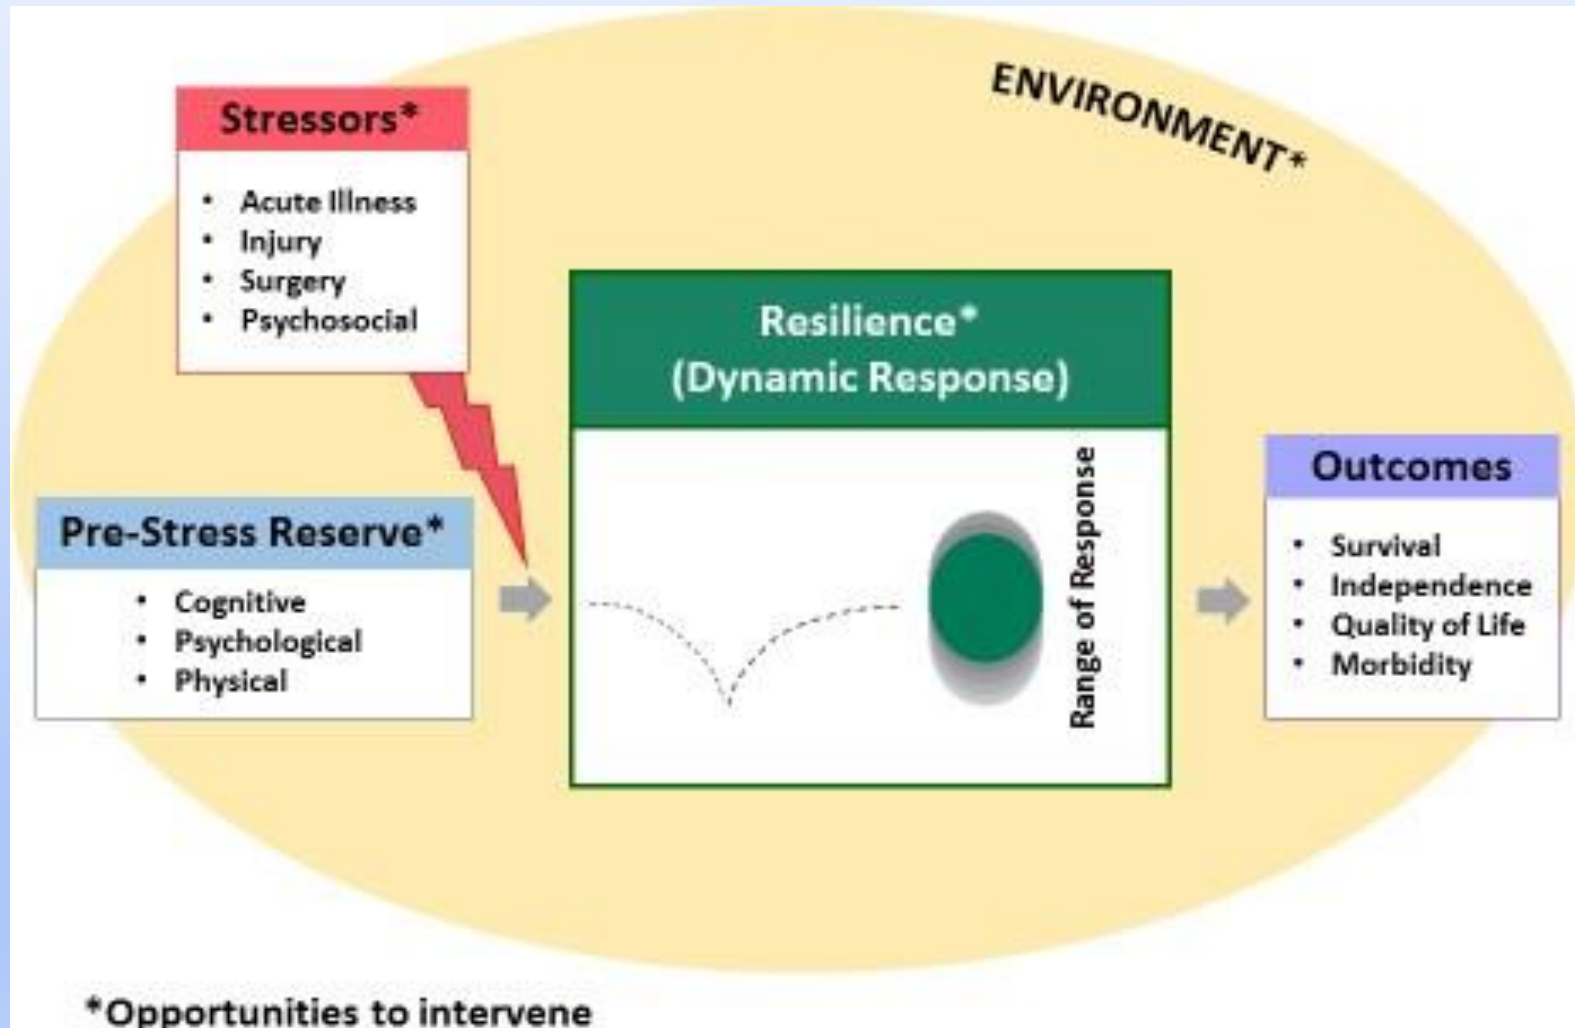 ENVIRONMENT*
Stressors*
• Acute Illness
• Injury
• Surgery
• Psychosocial
Pre-Stress Reserve*
• Cognitive
• Psychological
• Physical
Resilience*
(Dynamic Response)
Range of Response
Outcomes
• Survival
• Independence
• Quality of Life
• Morbidity
*Opportunities to intervene